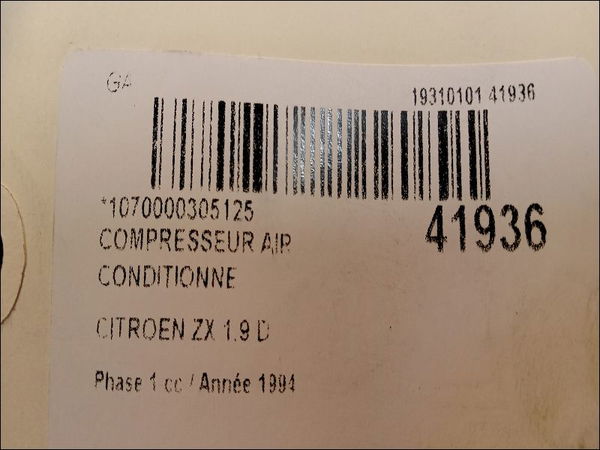 GA
19310101 41936
*1070000305125
41936
COMPRESSEUR AIR
CONDITIONNE
CITROEN ZX 1.9 D
Phase 1 cc / Année 1994